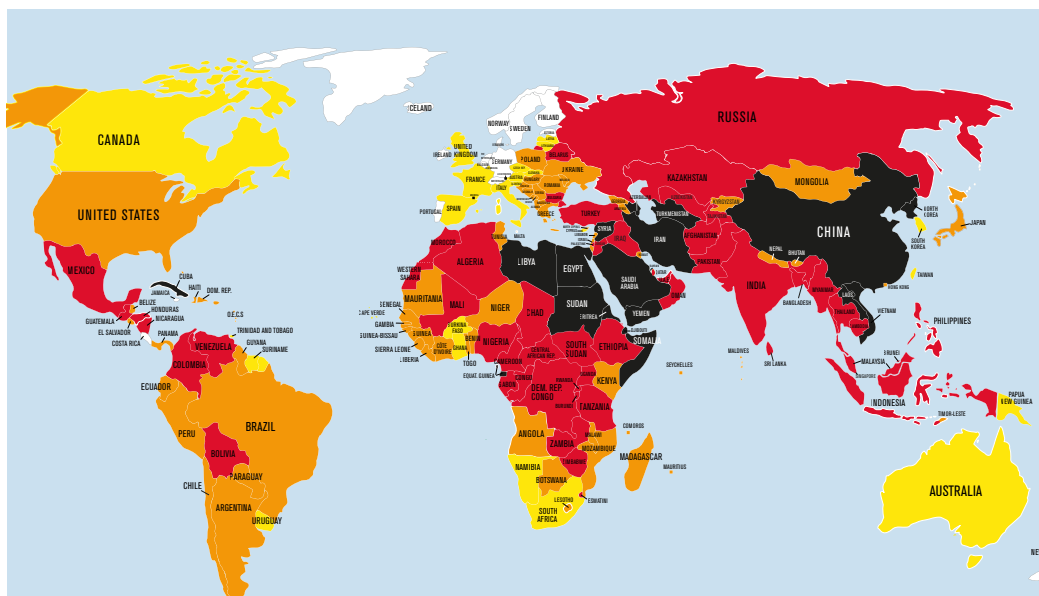 ICELAND
FINLAND
NORWAY
SWEDEN
CANADA
RUSSIA
UNITED
KINGDOM
IRELAND
GERMANY
POLAND
BELARUS
UKRAINE
FRANCE
AUSTRIA
ITALY
ROMANIA
PORTUGAL
SPAIN
GREECE
MALTA
KAZAKHSTAN
MONGOLIA
KYRGYZSTAN
UNITED STATES
TURKEY
TURKMENISTAN
NORTH
KOREA
JAPAN
SOUTH
KOREA
CHINA
SYRIA
IRAQ
IRAN
AFGHANISTAN
PAKISTAN
NEPAL
BHUTAN
TUNISIA
MOROCCO
ALGERIA
LIBYA
EGYPT
SAUDI
ARABIA
QATAR
OMAN
YEMEN
WESTERN
SAHARA
MEXICO
CUBA
JAMAICA
HAITI
DOM. REP.
BELIZE
HONDURAS
GUATEMALA
NICARAGUA
EL SALVADOR
COSTA RICA
PANAMA
O.E.C.S
TRINIDAD AND TOBAGO
INDIA
BANGLADESH
MYANMAR
LAOS
THAILAND
VIETNAM
CAMBODIA
TAIWAN
HONG KONG
PHILIPPINES
MAURITANIA
MALI
NIGER
CHAD
SUDAN
ERITREA
DJIBOUTI
SENEGAL
CAPE VERDE
GAMBIA
GUINEA-BISSAU
GUINEA
SIERRA LEONE
LIBERIA
CÔTE
D'IVOIRE
BURKINA
FASO
GHANA
TOGO
BENIN
NIGERIA
CAMEROON
CENTRAL
AFRICAN REP.
SOUTH
SUDAN
ETHIOPIA
SOMALIA
VENEZUELA
GUYANA
SURINAME
COLOMBIA
ECUADOR
PERU
BRAZIL
BOLIVIA
PARAGUAY
CHILE
ARGENTINA
URUGUAY
EQUAT. GUINEA
GABON
CONGO
DEM. REP.
CONGO
UGANDA
RWANDA
BURUNDI
KENYA
TANZANIA
SEYCHELLES
MALDIVES
SRI LANKA
BRUNEI
MALAYSIA
SINGAPORE
INDONESIA
TIMOR-LESTE
PAPUA
NEW GUINEA
ANGOLA
ZAMBIA
MALAWI
MOZAMBIQUE
COMOROS
MADAGASCAR
MAURITIUS
ZIMBABWE
NAMIBIA
BOTSWANA
LESOTHO
ESWATINI
SOUTH
AFRICA
AUSTRALIA
NE